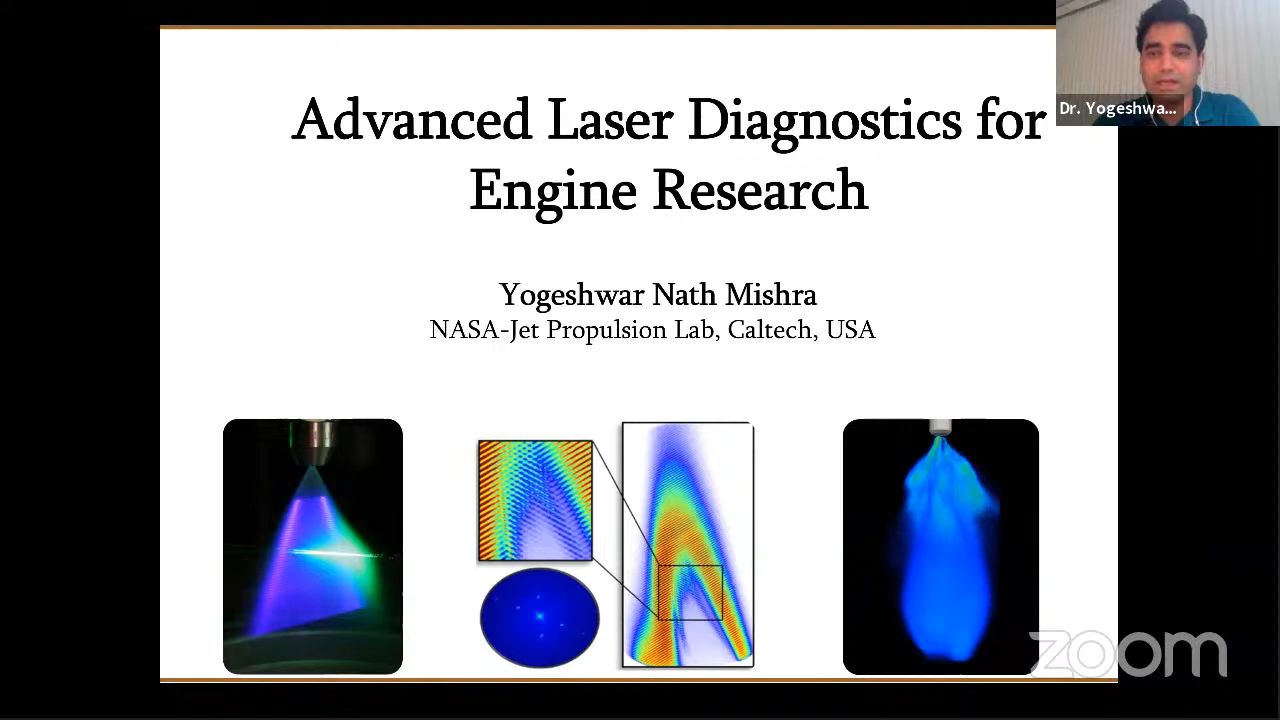 Advanced Laser Diagnostics for
Engine Research
Yogeshwar Nath Mishra
NASA-Jet Propulsion Lab, Caltech, USA
Dr. Yogeshwa...
zoom